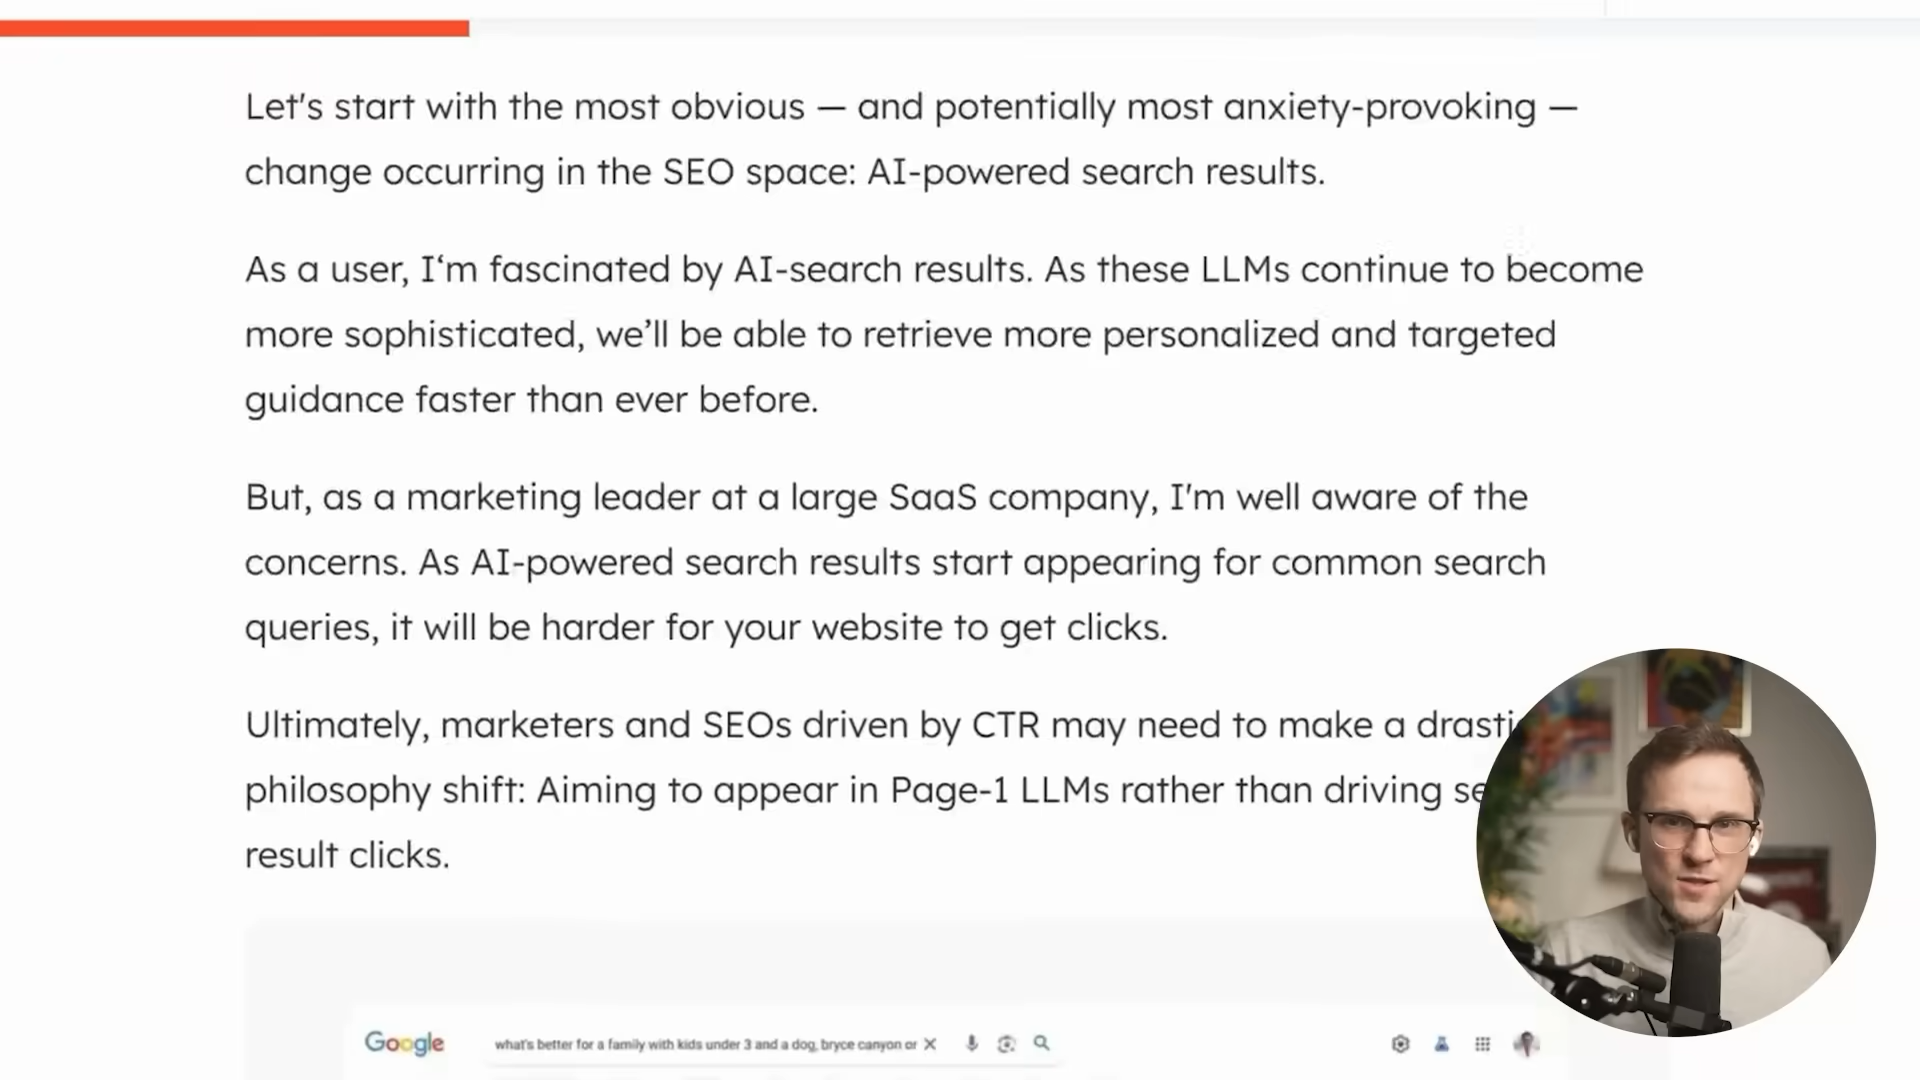 Let's start with the most obvious — and potentially most anxiety-provoking —
change occurring in the SEO space: AI-powered search results.
As a user, I‘m fascinated by AI-search results. As these LLMs continue to become
more sophisticated, we’ll be able to retrieve more personalized and targeted
guidance faster than ever before.
But, as a marketing leader at a large SaaS company, I'm well aware of the
concerns. As AI-powered search results start appearing for common search
queries, it will be harder for your website to get clicks.
Ultimately, marketers and SEOs driven by CTR may need to make a drasti
philosophy shift: Aiming to appear in Page-1 LLMs rather than driving se
result clicks.
Google what's better for a family with kids under 3 and a dog, bryce canyon or